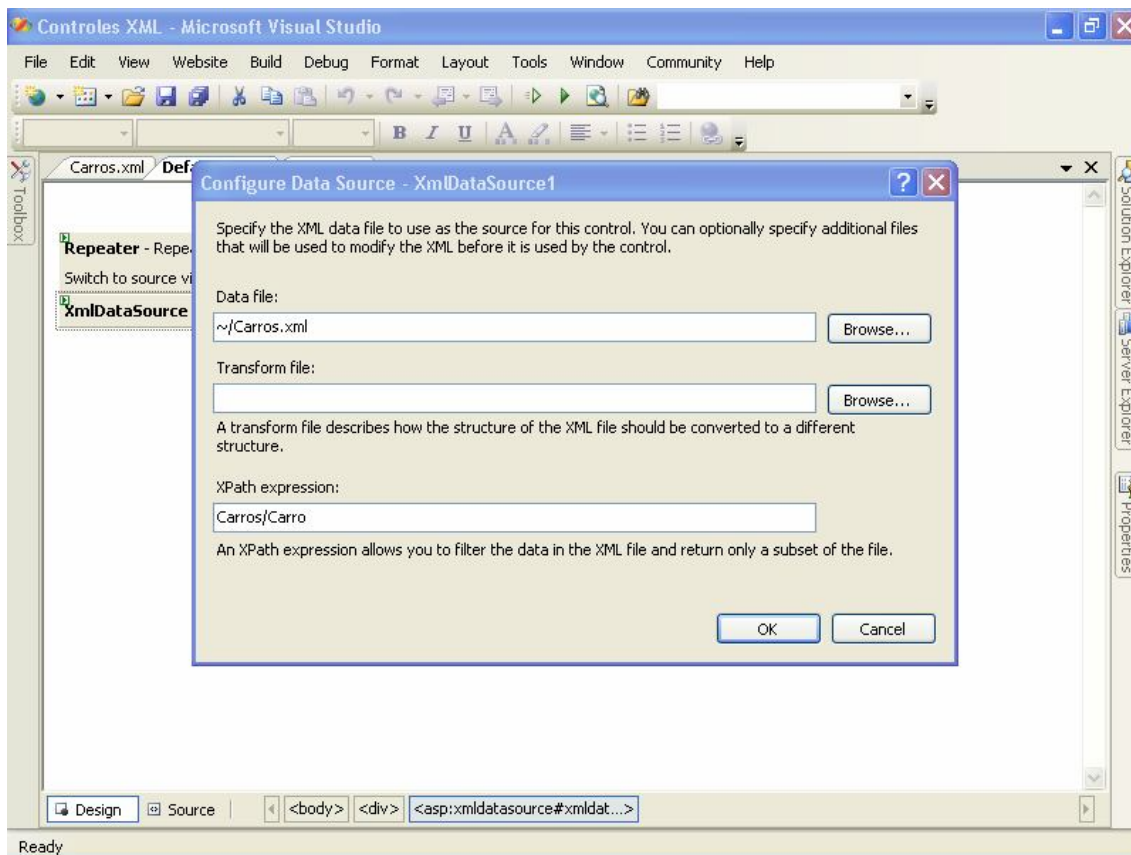 Controles XML - Microsoft Visual Studio
File Edit View Website Build Debug Format Layout Tools Window Community Help
B I U A
Toolbox
Carros.xml Defa
Repeater - Repe
Switch to source vi
XmlDataSource
Configure Data Source - XmlDataSource1
Specify the XML data file to use as the source for this control. You can optionally specify additional files
that will be used to modify the XML before it is used by the control.
Data file:
~/Carros.xml
Browse...
Transform file:
Browse...
A transform file describes how the structure of the XML file should be converted to a different
structure.
XPath expression:
Carros/Carro
An XPath expression allows you to filter the data in the XML file and return only a subset of the file.
OK Cancel
Solution Explorer
Server Explorer
Properties
Design Source <body> <div> <asp:xmldatasource#xmldat...>
Ready